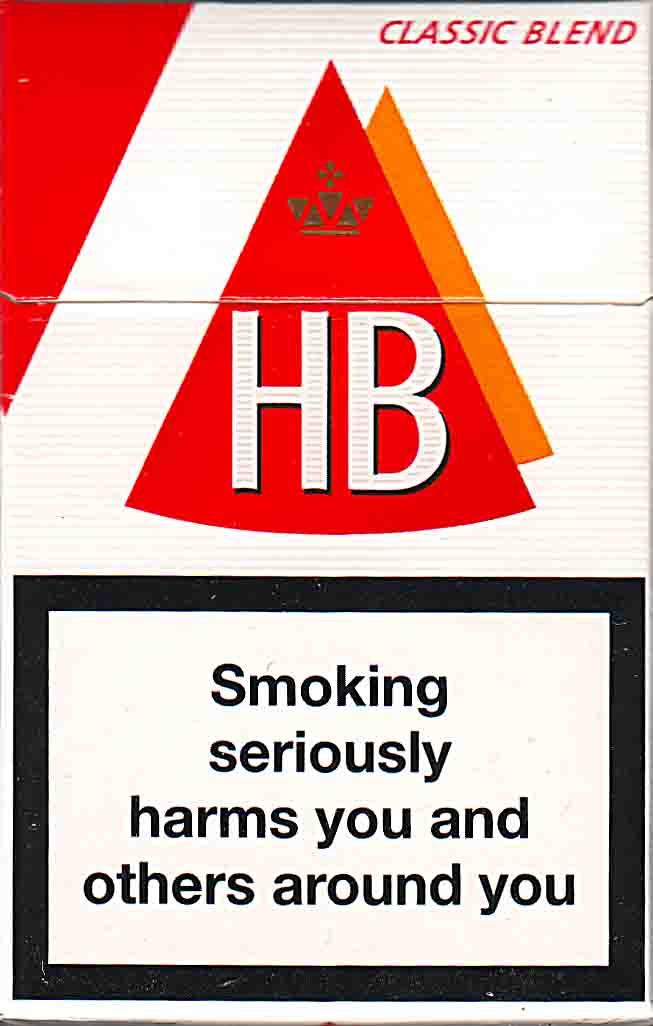 CLASSIC BLEND
HB
Smoking
seriously
harms you and
others around you